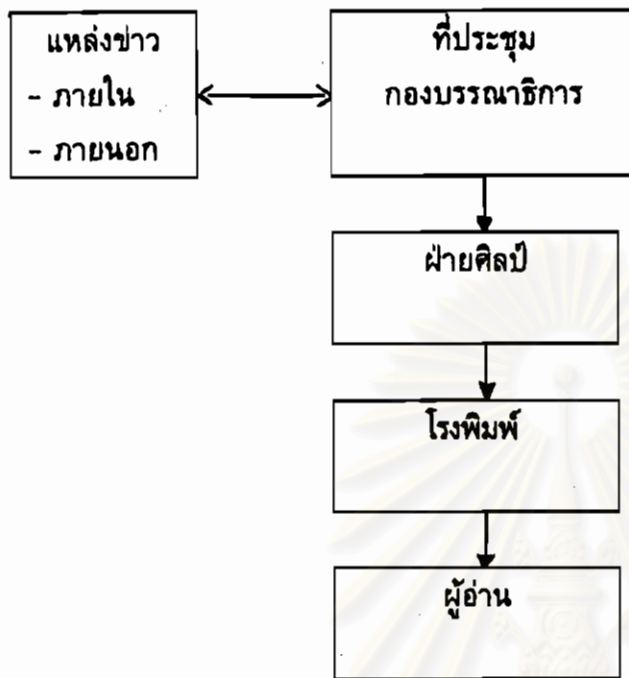 แหล่งข่าว
- ภายใน
- ภายนอก
ที่ประชุม
กองบรรณาธิการ
ฝ่ายศิลป์
โรงพิมพ์
ผู้อ่าน